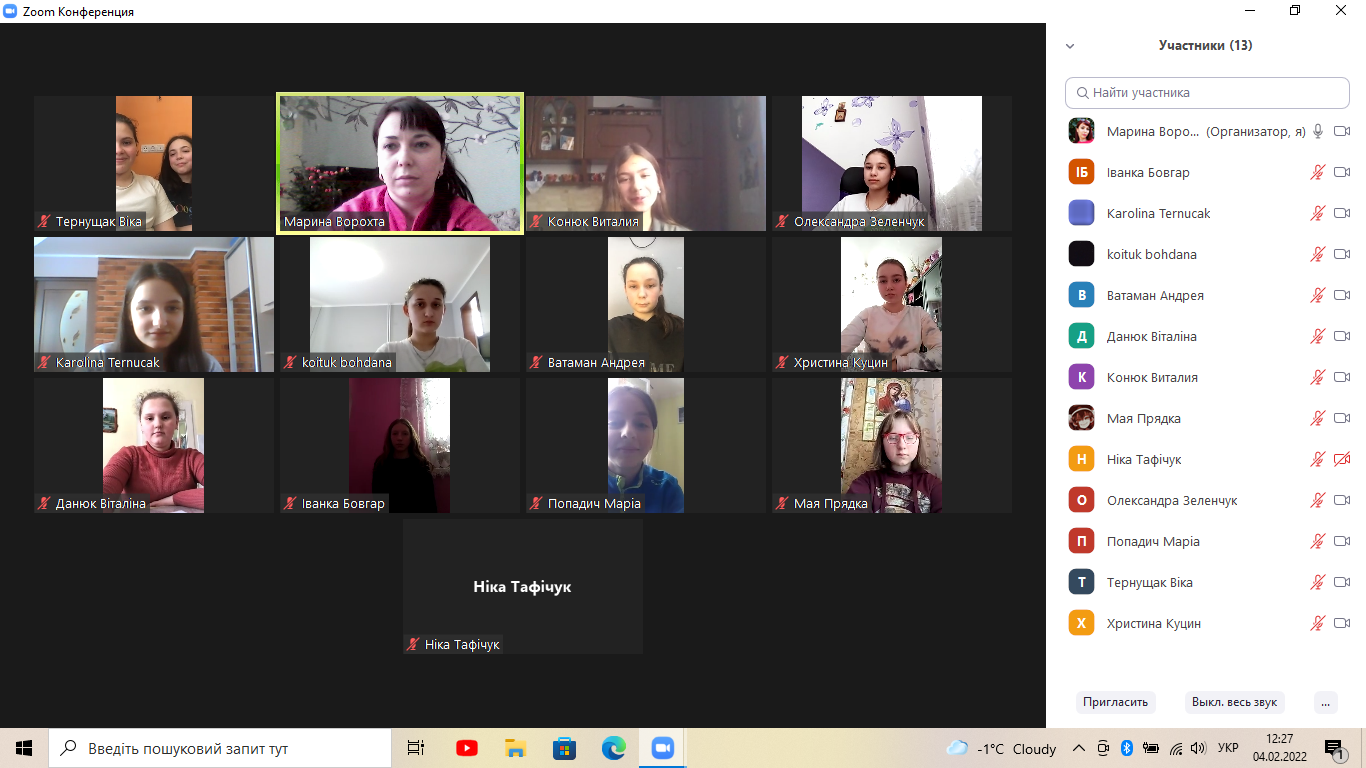 Zoom Конференция
Тернущак Віка
Марина Ворохта
Конюк Виталия
Олександра Зеленчук
Karolina Ternucak
koituk bohdana
Ватаман Андрея
Христина Куцин
Данюк Віталіна
Іванка Бовгар
Попадич Маріа
Мая Прядка
Ніка Тафічук
Ніка Тафічук
Участники (13)
Найти участника
Марина Воро... (Организатор, я)
ІБ Іванка Бовгар
Karolina Ternucak
koituk bohdana
В Ватаман Андрея
Д Данюк Віталіна
К Конюк Виталия
Мая Прядка
Н Ніка Тафічук
О Олександра Зеленчук
П Попадич Маріа
Т Тернущак Віка
Х Христина Куцин
Пригласить Выкл. весь звук ...
Введіть пошуковий запит тут
-1°C Cloudy
УКР
12:27
04.02.2022
1